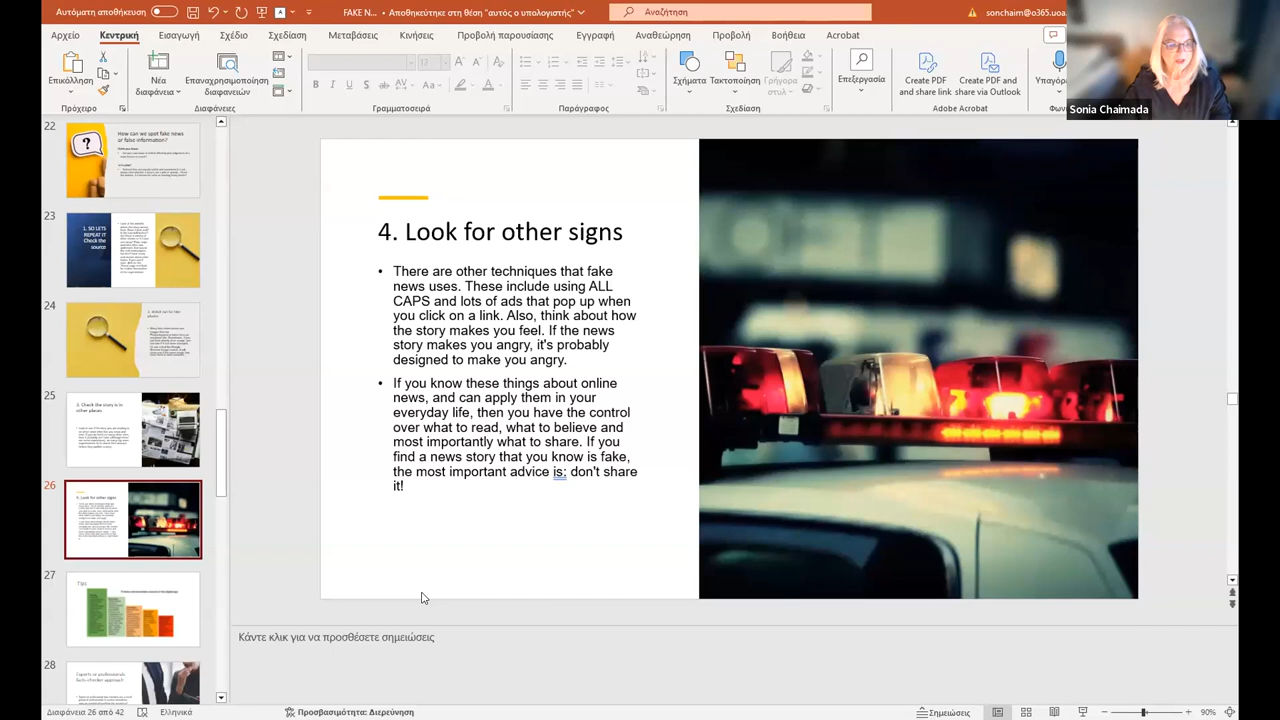 Αυτόματη αποθήκευση
FAKE N... • Αποθηκεύτηκε στη θέση "αυτός ο υπολογιστής"
Αναζήτηση
sonchaim@o365.uoa
Αρχείο Κεντρική Εισαγωγή Σχέδιο Σχεδίαση Μεταβάσεις Κινήσεις Προβολή παρουσίασης Εγγραφή Αναθεώρηση Προβολή Βοήθεια Acrobat
Επικόλληση
Νέα
διαφάνεια
Επαναχρησιμοποίηση
διαφανειών
12
Σχήματα
Τακτοποίηση
Γρήγορα
στυλ
Επεξεργασία
Create PDF
and share link
Create PDF and
share via Outlook
Υπαγόρ
Πρόχειρο Διαφάνειες Γραμματοσειρά Παράγραφος Σχεδίαση Adobe Acrobat Φων
Sonia Chaimada
22
How can we spot fake news
or false information?
23
1. SO LETS
REPEAT IT
Check the
source
24
25
3. Check the story is in
other places
26
4. Look for other signs
27
Tips
28
Experts or professionals
4. Look for other signs
• There are other techniques that fake
news uses. These include using ALL
CAPS and lots of ads that pop up when
you click on a link. Also, think about how
the story makes you feel. If the news
story makes you angry, it's probably
designed to make you angry.
• If you know these things about online
news, and can apply them in your
everyday life, then you have the control
over what to read, what to believe and
most importantly what to share. If you
find a news story that you know is fake,
the most important advice is: don't share
it!
Κάντε κλικ για να προσθέσετε σημειώσεις
Διαφάνεια 26 από 42 Ελληνικά Προσβασιμότητα: Διερεύνηση Σημειώσεις 90%